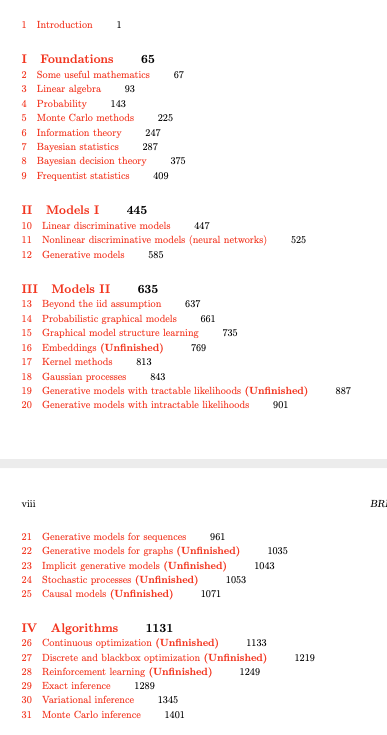 1 Introduction 1
I Foundations 65
2 Some useful mathematics 67
3 Linear algebra 93
4 Probability 143
5 Monte Carlo methods 225
6 Information theory 247
7 Bayesian statistics 287
8 Bayesian decision theory 375
9 Frequentist statistics 409
II Models I 445
10 Linear discriminative models 447
11 Nonlinear discriminative models (neural networks) 525
12 Generative models 585
III Models II 635
13 Beyond the iid assumption 637
14 Probabilistic graphical models 661
15 Graphical model structure learning 735
16 Embeddings (Unfinished) 769
17 Kernel methods 813
18 Gaussian processes 843
19 Generative models with tractable likelihoods (Unfinished) 887
20 Generative models with intractable likelihoods 901
viii
21 Generative models for sequences 961
22 Generative models for graphs (Unfinished) 1035
23 Implicit generative models (Unfinished) 1043
24 Stochastic processes (Unfinished) 1053
25 Causal models (Unfinished) 1071
IV Algorithms 1131
26 Continuous optimization (Unfinished) 1133
27 Discrete and blackbox optimization (Unfinished) 1219
28 Reinforcement learning (Unfinished) 1249
29 Exact inference 1289
30 Variational inference 1345
31 Monte Carlo inference 1401